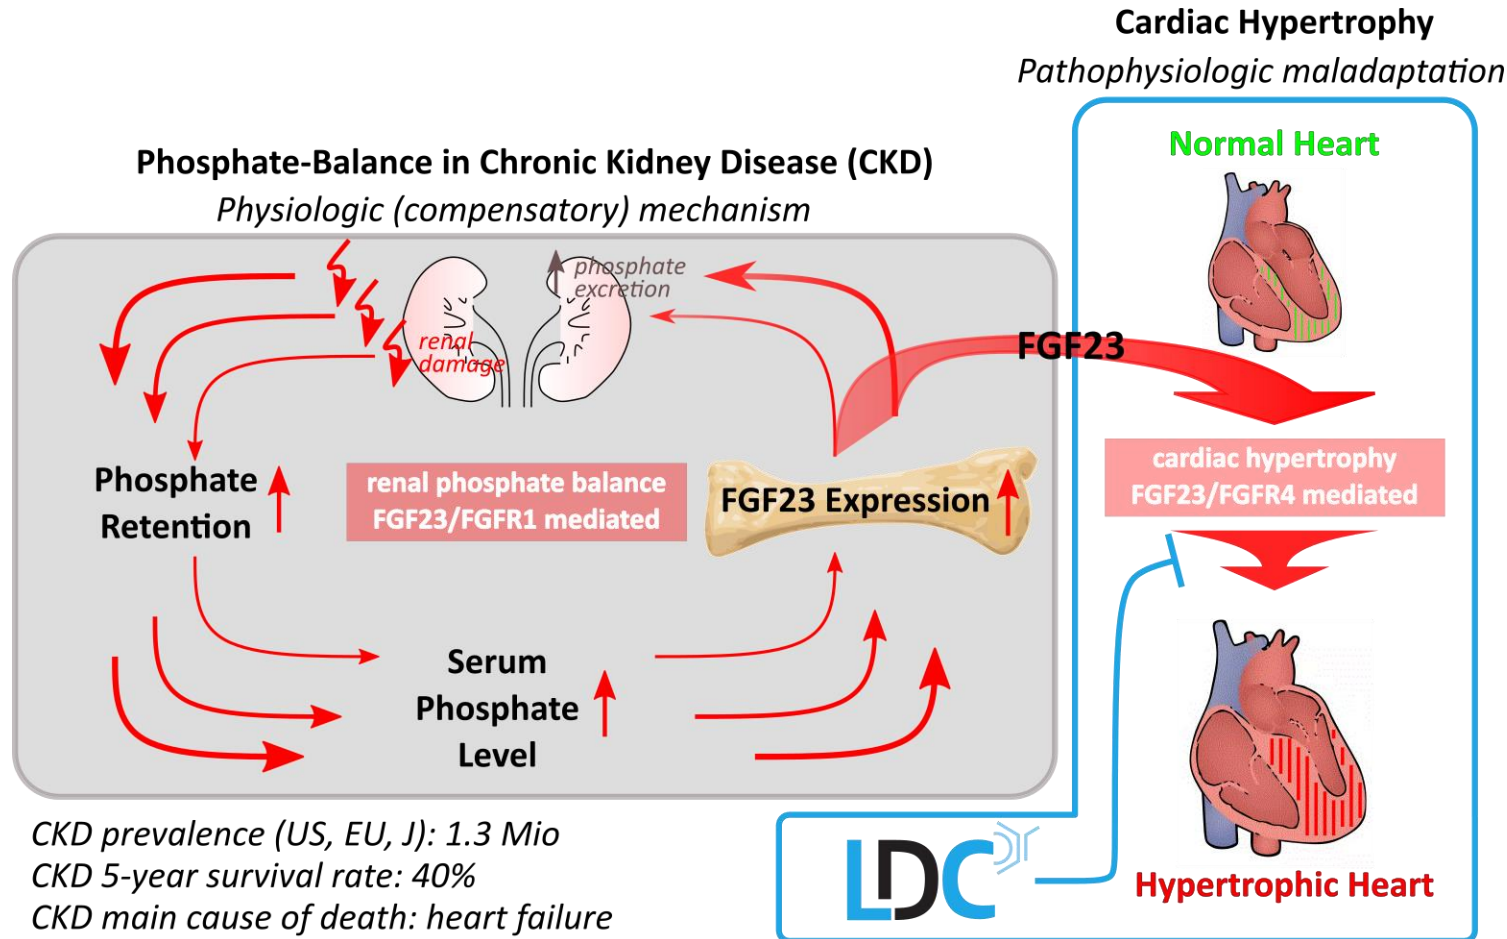 Cardiac Hypertrophy
Pathophysiologic maladaptation
Normal Heart
Phosphate-Balance in Chronic Kidney Disease (CKD)
Physiologic (compensatory) mechanism
phosphate
excretion
renal
damage
FGF23
Phosphate
Retention
renal phosphate balance
FGF23/FGFR1 mediated
FGF23 Expression
cardiac hypertrophy
FGF23/FGFR4 mediated
Serum
Phosphate
Level
CKD prevalence (US, EU, J): 1.3 Mio
CKD 5-year survival rate: 40%
CKD main cause of death: heart failure
LDC
Hypertrophic Heart